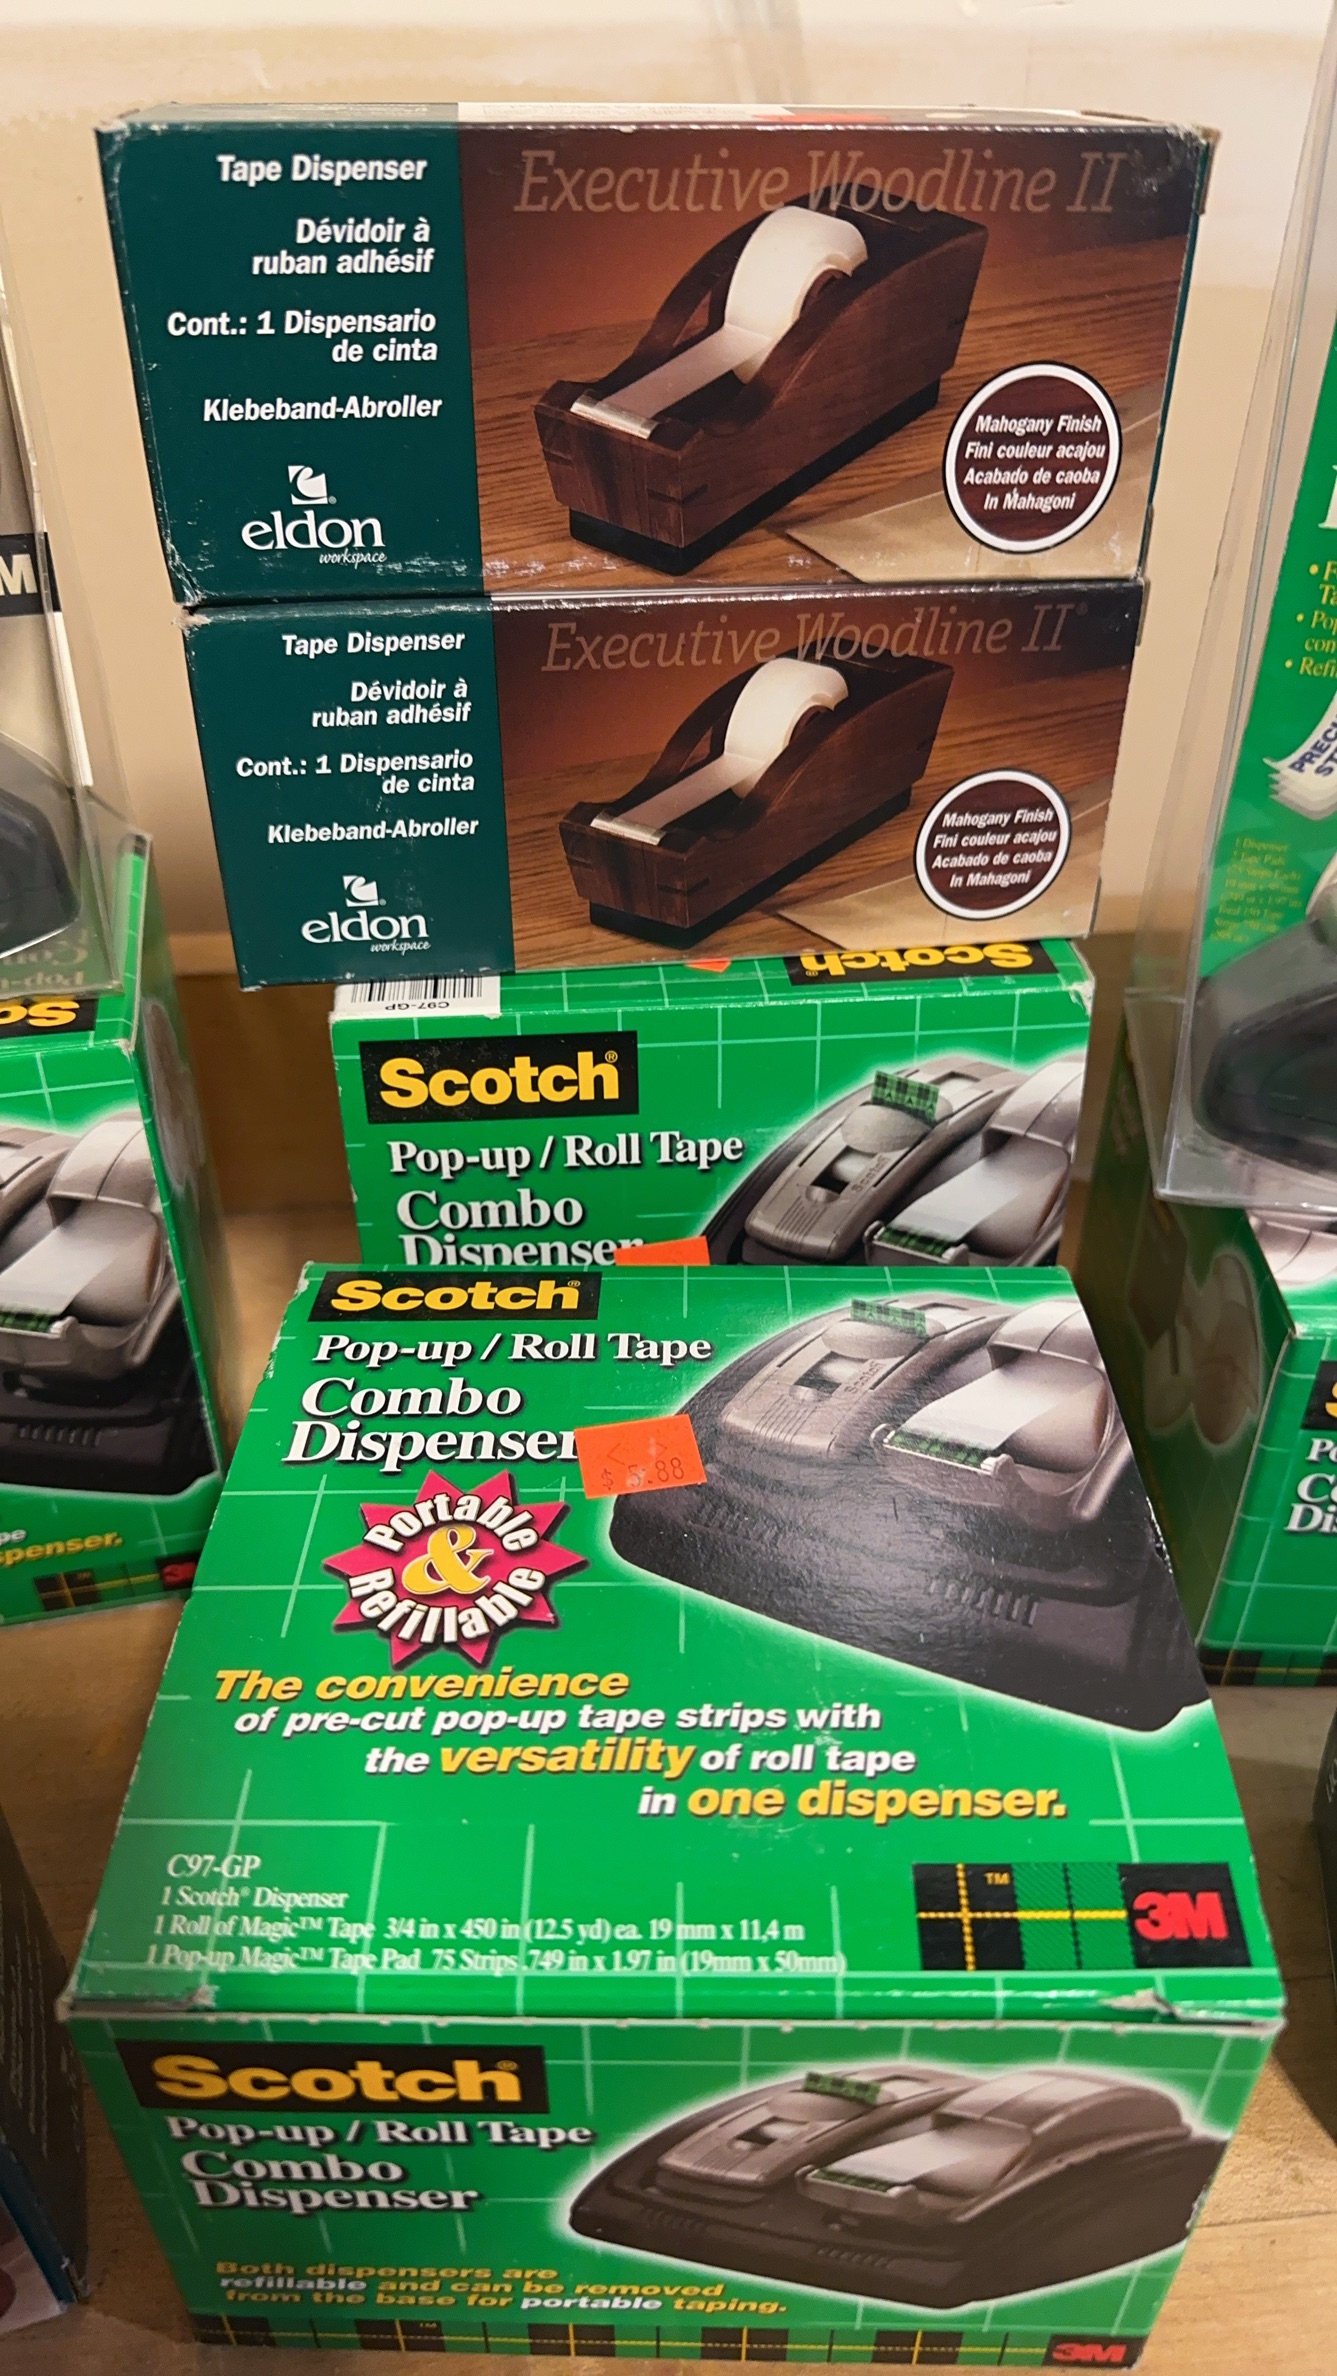 Tape Dispenser
Dévidoir à
ruban adhésif
Cont.: 1 Dispensario
de cinta
Klebeband-Abroller
eldon
workspace
Executive Woodline II
Mahogany Finish
Fini couleur acajou
Acabado de caoba
In Mahagoni
Tape Dispenser
Dévidoir à
ruban adhésif
Cont.: 1 Dispensario
de cinta
Klebeband-Abroller
eldon
workspace
Executive Woodline II®
Mahogany Finish
Fini couleur acajou
Acabado de caoba
In Mahagoni
C97-GP
Scotch
Scotch®
Pop-up / Roll Tape
Combo
Dispenser
Scotch®
Pop-up / Roll Tape
Combo
Dispenser
$ 5.88
Portable
&
Refillable
The convenience
of pre-cut pop-up tape strips with
the versatility of roll tape
in one dispenser.
C97-GP
1 Scotch® Dispenser
1 Roll of Magic™ Tape 3/4 in x 450 in (12.5 yd) ea. 19 mm x 11,4 m
1 Pop-up Magic™ Tape Pad 75 Strips .749 in x 1.97 in (19mm x 50mm)
™
3M
Scotch®
Pop-up / Roll Tape
Combo
Dispenser
Both dispensers are
refillable and can be removed
from the base for portable taping.
3M